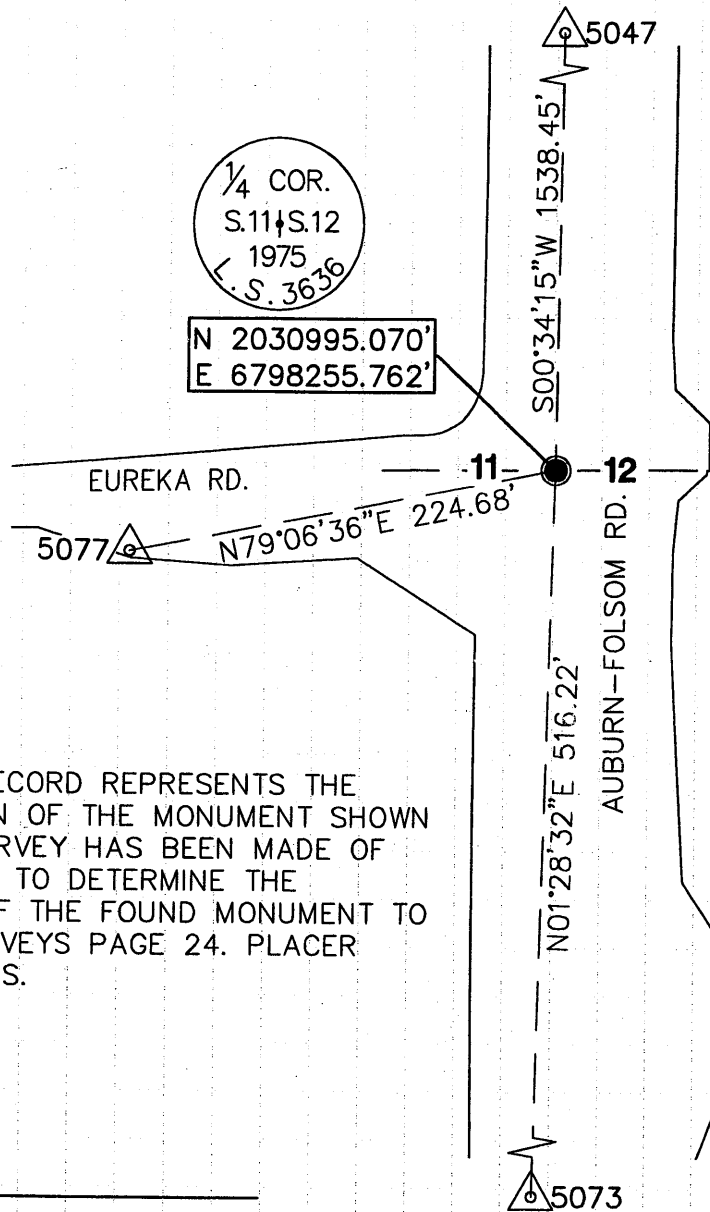 5047
S00°34'15"W 1538.45'
1/4 COR.
S.11 S.12
1975
L.S. 3636
N 2030995.070'
E 6798255.762'
EUREKA RD.
11
12
5077
N79°06'36"E 224.68'
AUBURN-FOLSOM RD.
N01°28'32"E 516.22'
ECORD REPRESENTS THE
N OF THE MONUMENT SHOWN
RVEY HAS BEEN MADE OF
TO DETERMINE THE
F THE FOUND MONUMENT TO
VEYS PAGE 24. PLACER
S.
5073